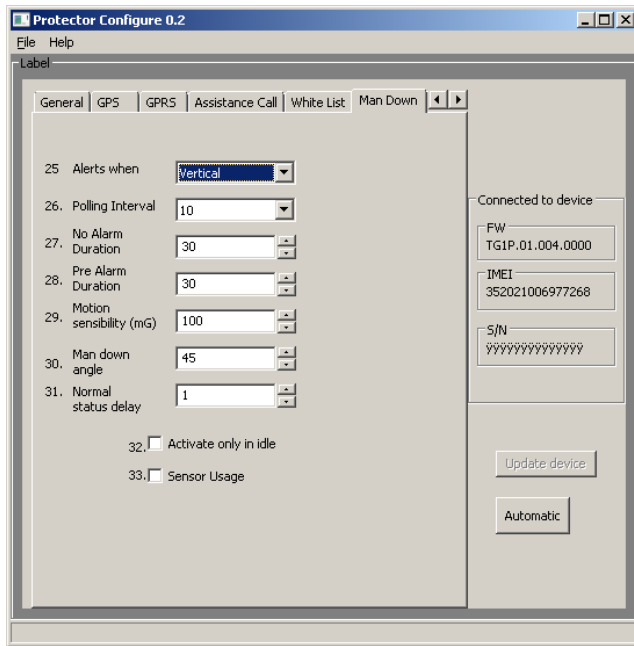 Protector Configure 0.2
File Help
Label
General GPS GPRS Assistance Call White List Man Down
25 Alerts when Vertical
26. Polling Interval 10
27. No Alarm
Duration 30
28. Pre Alarm
Duration 30
29. Motion
sensibility (mG) 100
30. Man down
angle 45
31. Normal
status delay 1
32. Activate only in idle
33. Sensor Usage
Connected to device
FW
TG1P.01.004.0000
IMEI
352021006977268
S/N
ÿÿÿÿÿÿÿÿÿÿÿÿÿÿ
Update device
Automatic